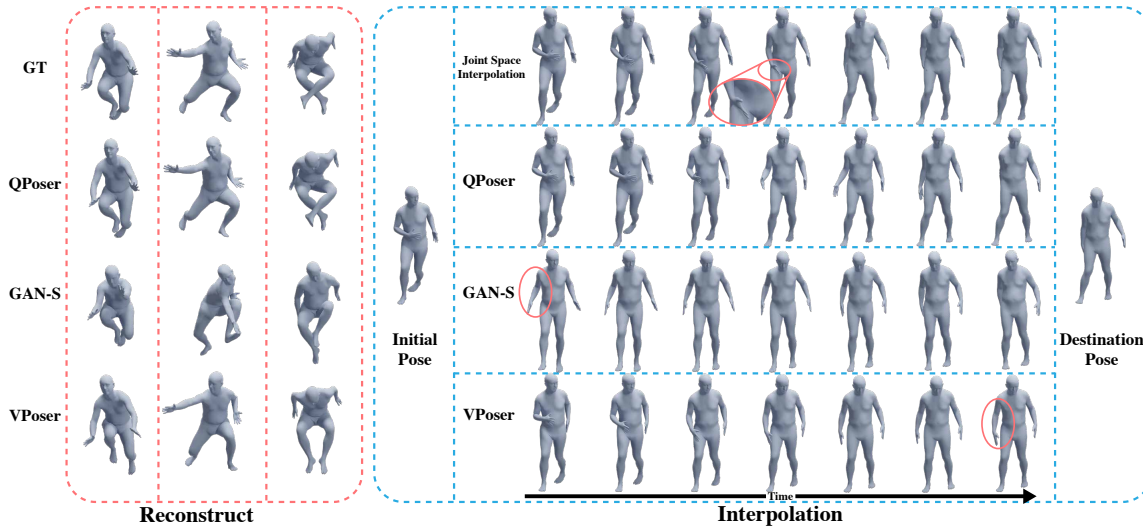 GT
QPoser
GAN-S
VPoser
Reconstruct
Initial
Pose
Joint Space
Interpolation
QPoser
GAN-S
VPoser
Time
Interpolation
Destination
Pose